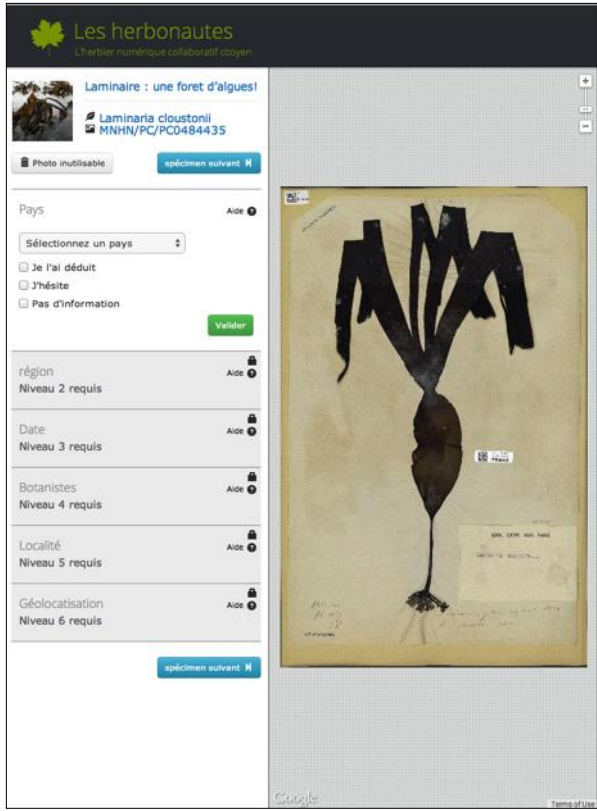 Les herbonautes
L'herbier numérique collaboratif citoyen
Laminaire : une foret d'algues!
Laminaria cloustonii
MNHN/PC/PC0484435
Photo inutilisable
spécimen suivant
Pays
Aide
Sélectionnez un pays
Je l'ai déduit
J'hésite
Pas d'information
Valider
région
Aide
Niveau 2 requis
Date
Aide
Niveau 3 requis
Botanistes
Aide
Niveau 4 requis
Localité
Aide
Niveau 5 requis
Géolocatisation
Aide
Niveau 6 requis
spécimen suivant
Google
Terms of Use